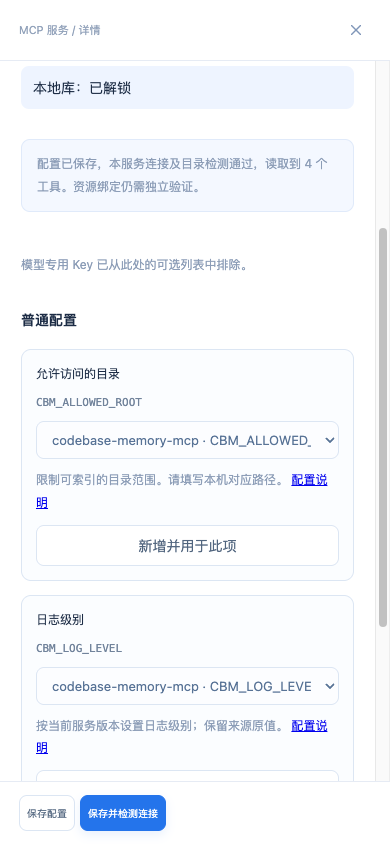 MCP 服务 / 详情
本地库：已解锁
配置已保存，本服务连接及目录检测通过，读取到 4 个
工具。资源绑定仍需独立验证。
模型专用 Key 已从此处的可选列表中排除。
普通配置
允许访问的目录
CBM_ALLOWED_ROOT
codebase-memory-mcp · CBM_ALLOWED_
限制可索引的目录范围。请填写本机对应路径。 配置说
明
新增并用于此项
日志级别
CBM_LOG_LEVEL
codebase-memory-mcp · CBM_LOG_LEVE
按当前服务版本设置日志级别；保留来源原值。 配置说
明
保存配置 保存并检测连接